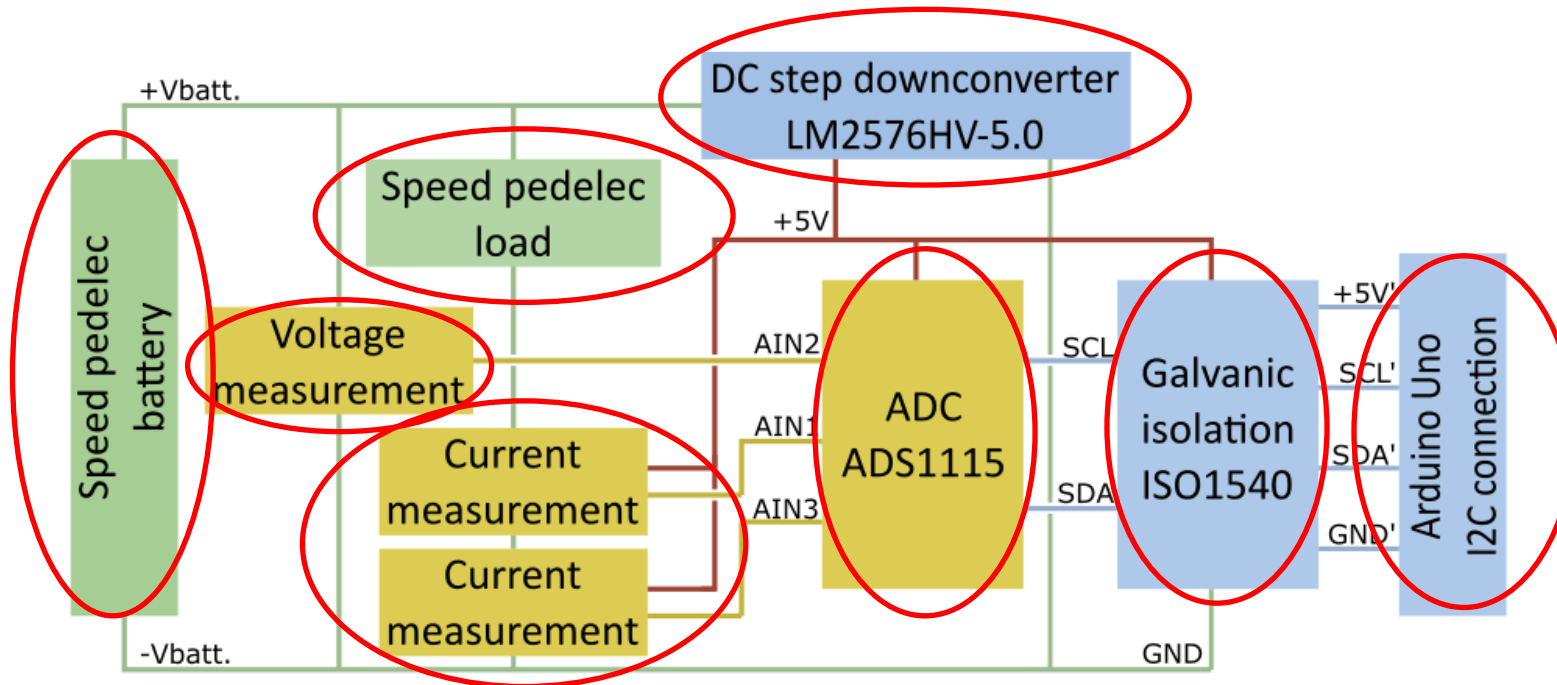 DC step downconverter
LM2576HV-5.0
+Vbatt.
Speed pedelec
load
+5V
Speed pedelec
battery
Voltage
measurement
AIN2
SCL
+5V'
ADC
ADS1115
Galvanic
isolation
ISO1540
SCL'
Arduino Uno
I2C connection
AIN1
Current
measurement
SDA'
AIN3
SDA
GND'
Current
measurement
-Vbatt.
GND